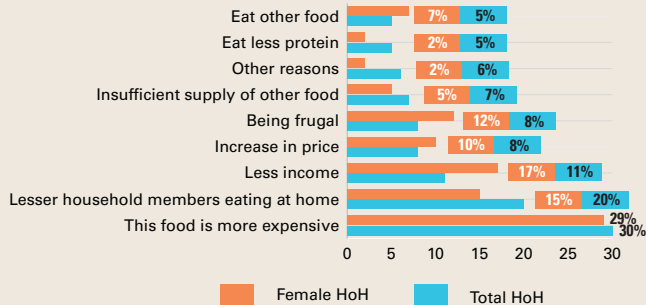 Eat other food 7% 5%
Eat less protein 2% 5%
Other reasons 2% 6%
Insufficient supply of other food 5% 7%
Being frugal 12% 8%
Increase in price 10% 8%
Less income 17% 11%
Lesser household members eating at home 15% 20%
This food is more expensive 29%
30%
0 5 10 15 20 25 30
Female HoH Total HoH